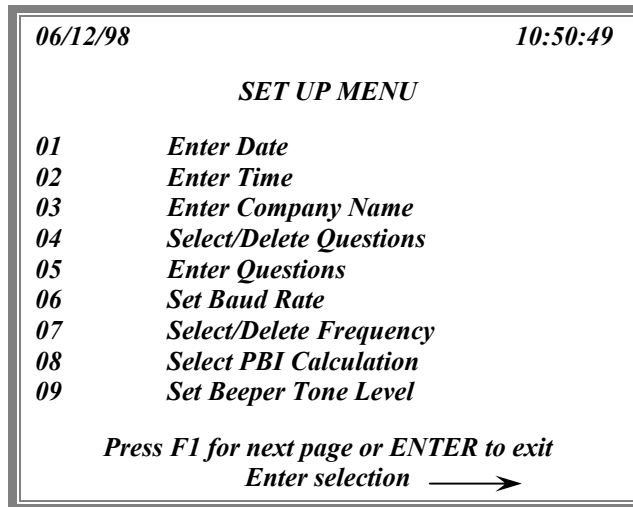 06/12/98 10:50:49
SET UP MENU
01 Enter Date
02 Enter Time
03 Enter Company Name
04 Select/Delete Questions
05 Enter Questions
06 Set Baud Rate
07 Select/Delete Frequency
08 Select PBI Calculation
09 Set Beeper Tone Level
Press F1 for next page or ENTER to exit
Enter selection